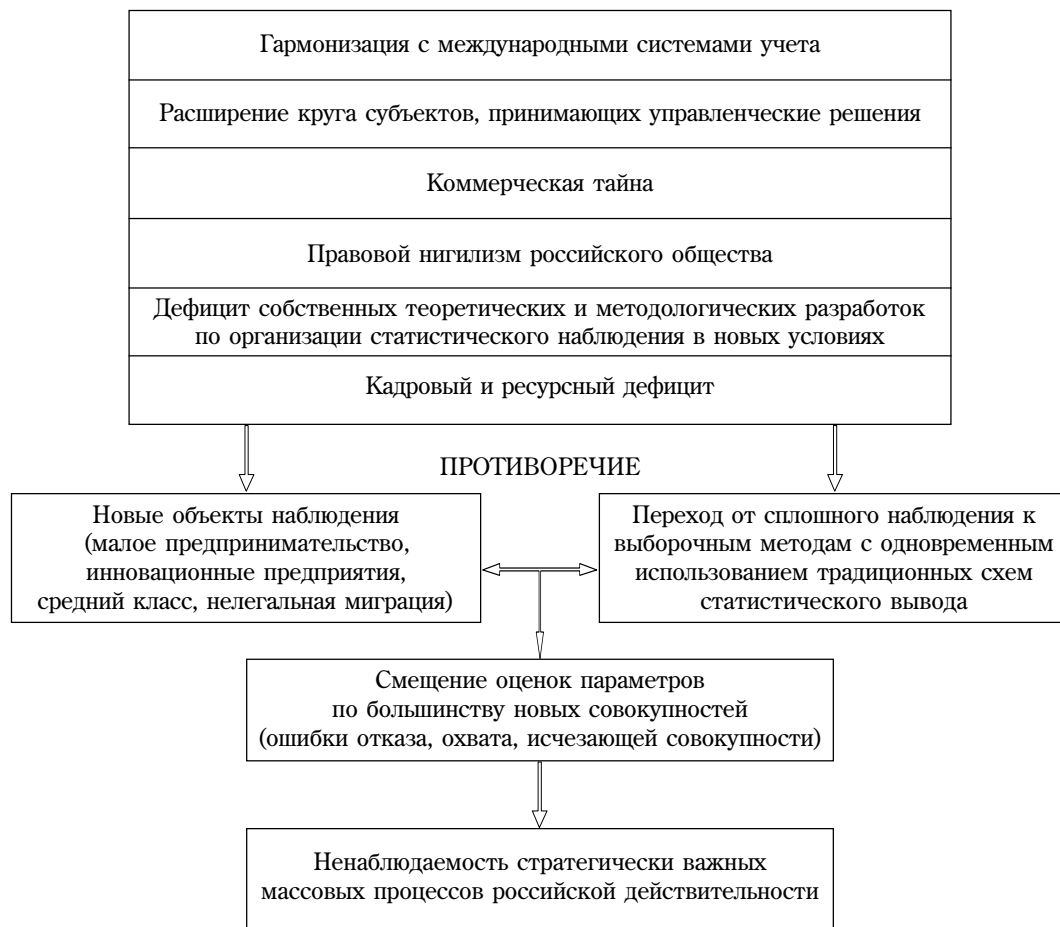 Гармонизация с международными системами учета
Расширение круга субъектов, принимающих управленческие решения
Коммерческая тайна
Правовой нигилизм российского общества
Дефицит собственных теоретических и методологических разработок
по организации статистического наблюдения в новых условиях
Кадровый и ресурсный дефицит
ПРОТИВОРЕЧИЕ
Новые объекты наблюдения
(малое предпринимательство,
инновационные предприятия,
средний класс, нелегальная миграция)
Переход от сплошного наблюдения к
выборочным методам с одновременным
использованием традиционных схем
статистического вывода
Смещение оценок параметров
по большинству новых совокупностей
(ошибки отказа, охвата, исчезающей совокупности)
Ненаблюдаемость стратегически важных
массовых процессов российской действительности